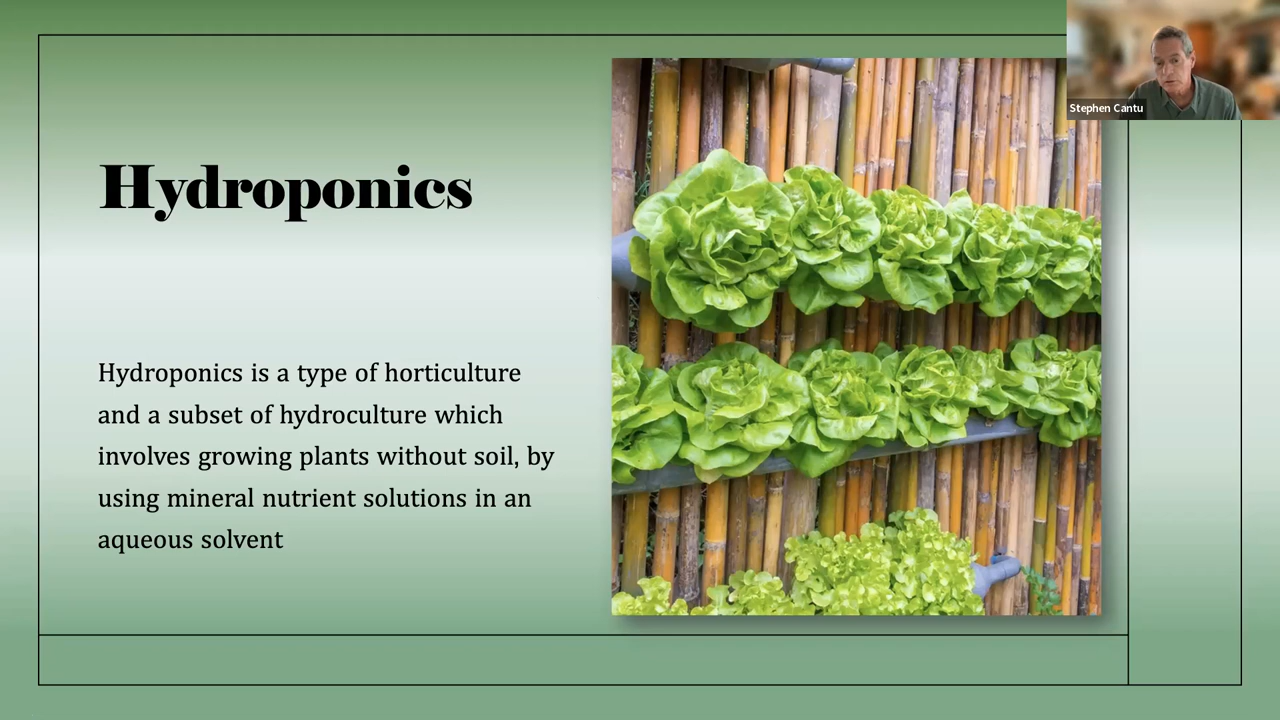 Stephen Cantu
Hydroponics
Hydroponics is a type of horticulture
and a subset of hydroculture which
involves growing plants without soil, by
using mineral nutrient solutions in an
aqueous solvent